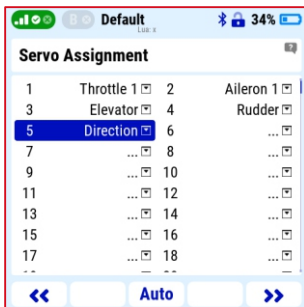 B Default 34%
Lua: x
Servo Assignment ?
1 Throttle 1 2 Aileron 1
3 Elevator 4 Rudder
5 Direction 6 ...
7 ... 8 ...
9 ... 10 ...
11 ... 12 ...
13 ... 14 ...
15 ... 16 ...
17 ... 18 ...
« Auto »